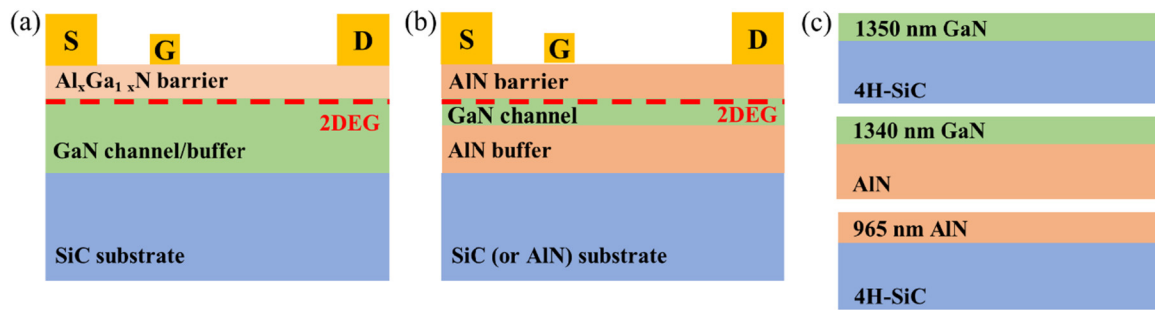 (a)
S
G
D
AlxGa1 xN barrier
2DEG
GaN channel/buffer
SiC substrate
(b)
S
G
D
AlN barrier
GaN channel
2DEG
AlN buffer
SiC (or AlN) substrate
(c)
1350 nm GaN
4H-SiC
1340 nm GaN
AlN
965 nm AlN
4H-SiC